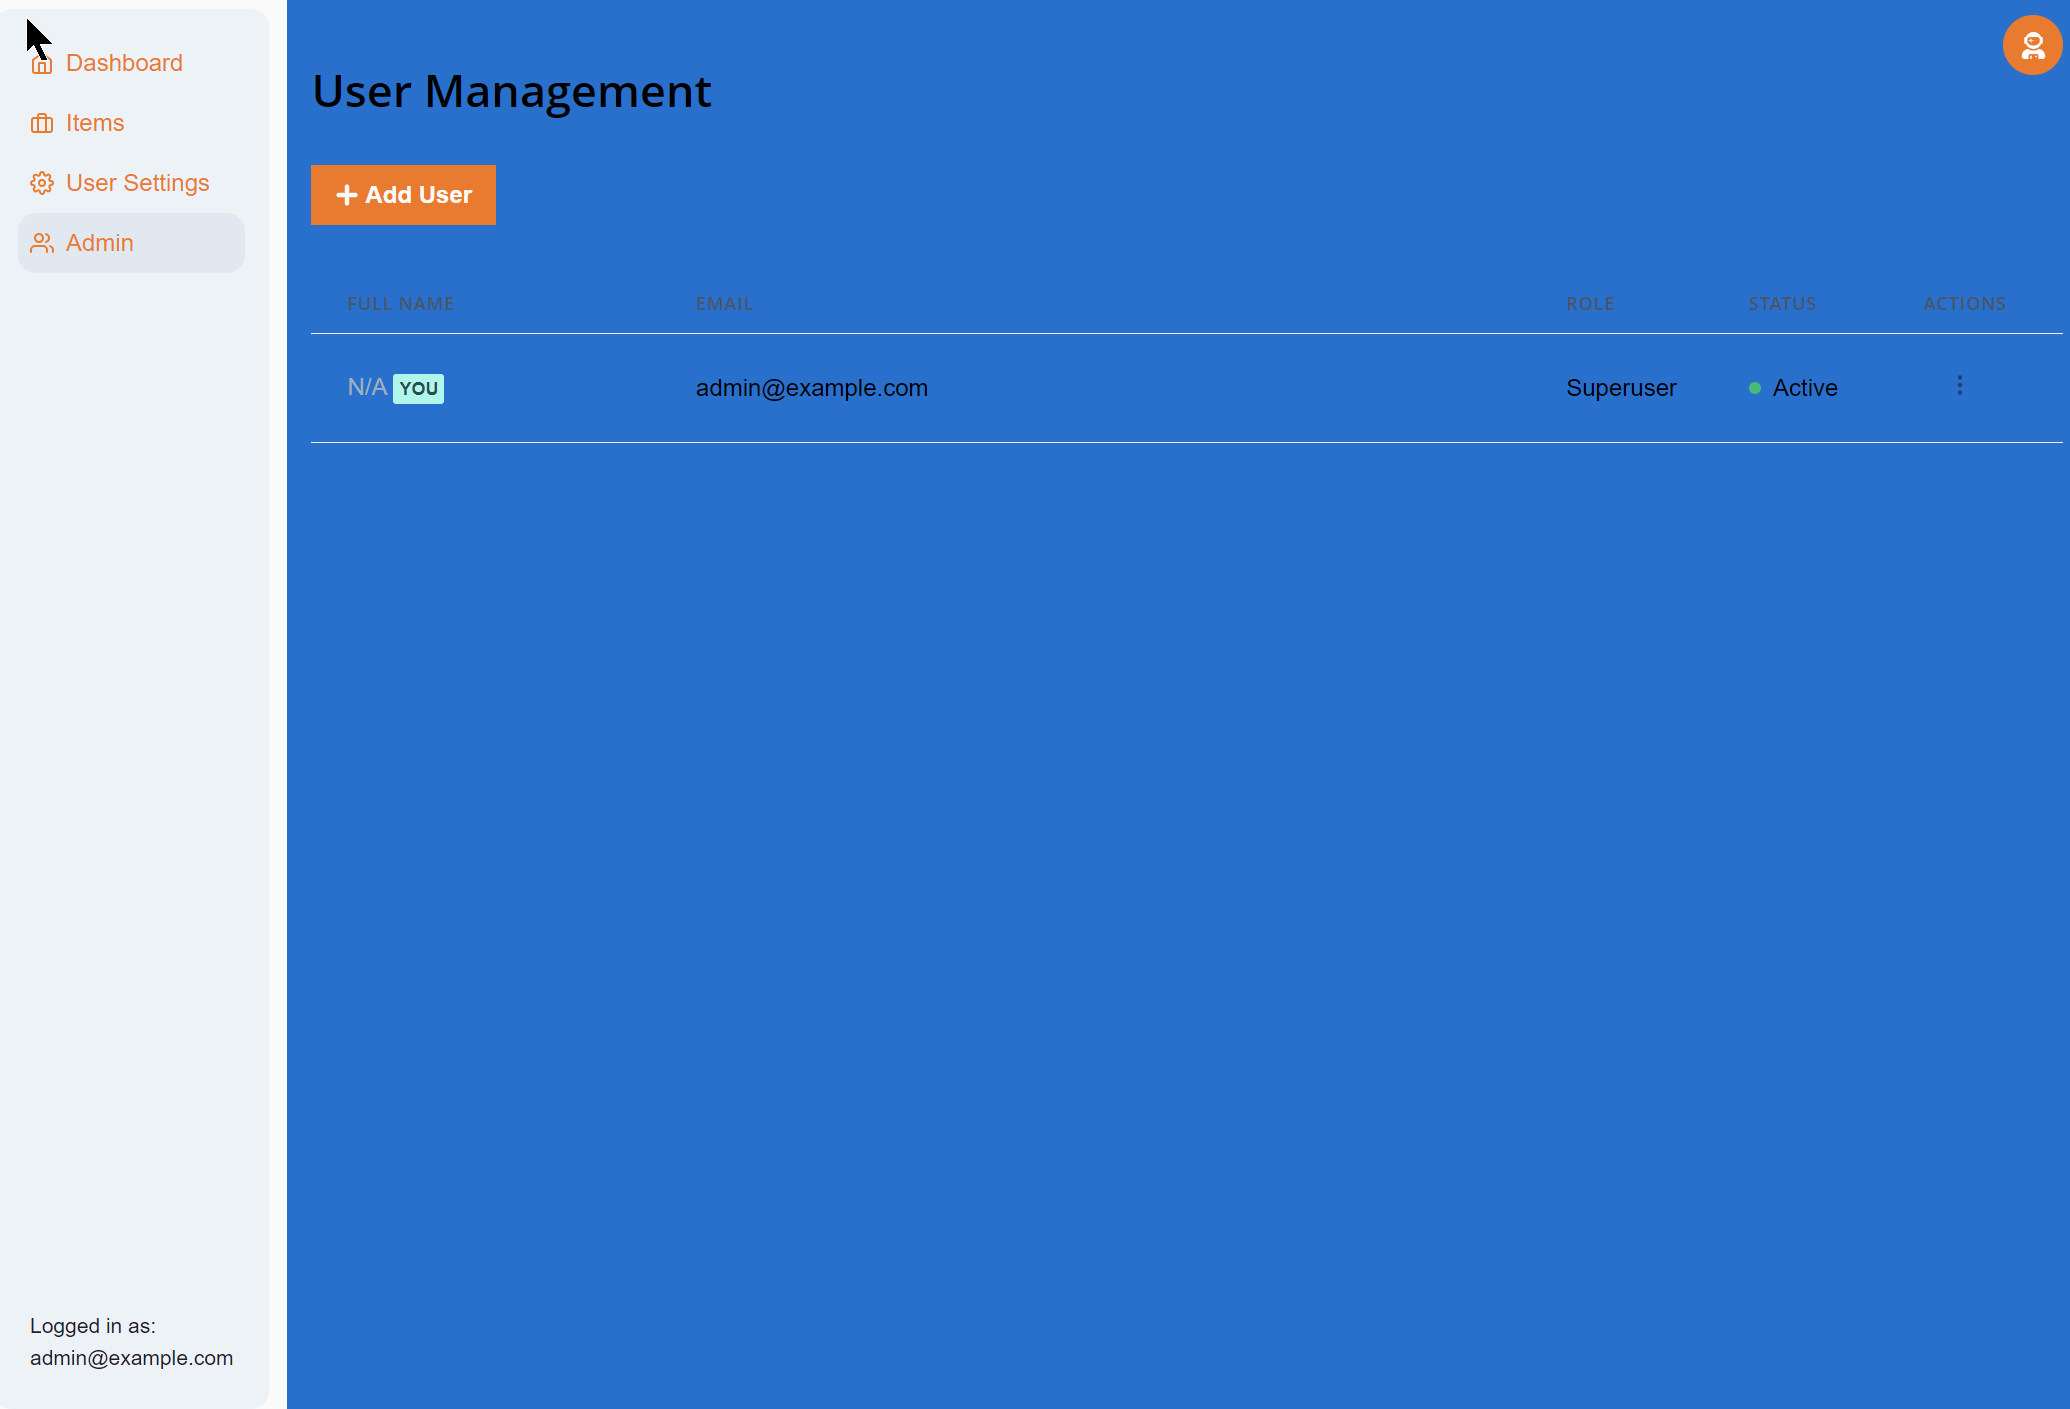 Dashboard
Items
User Settings
Admin
User Management
Add User
FULL NAME EMAIL ROLE STATUS ACTIONS
N/A YOU admin@example.com Superuser Active
Logged in as:
admin@example.com